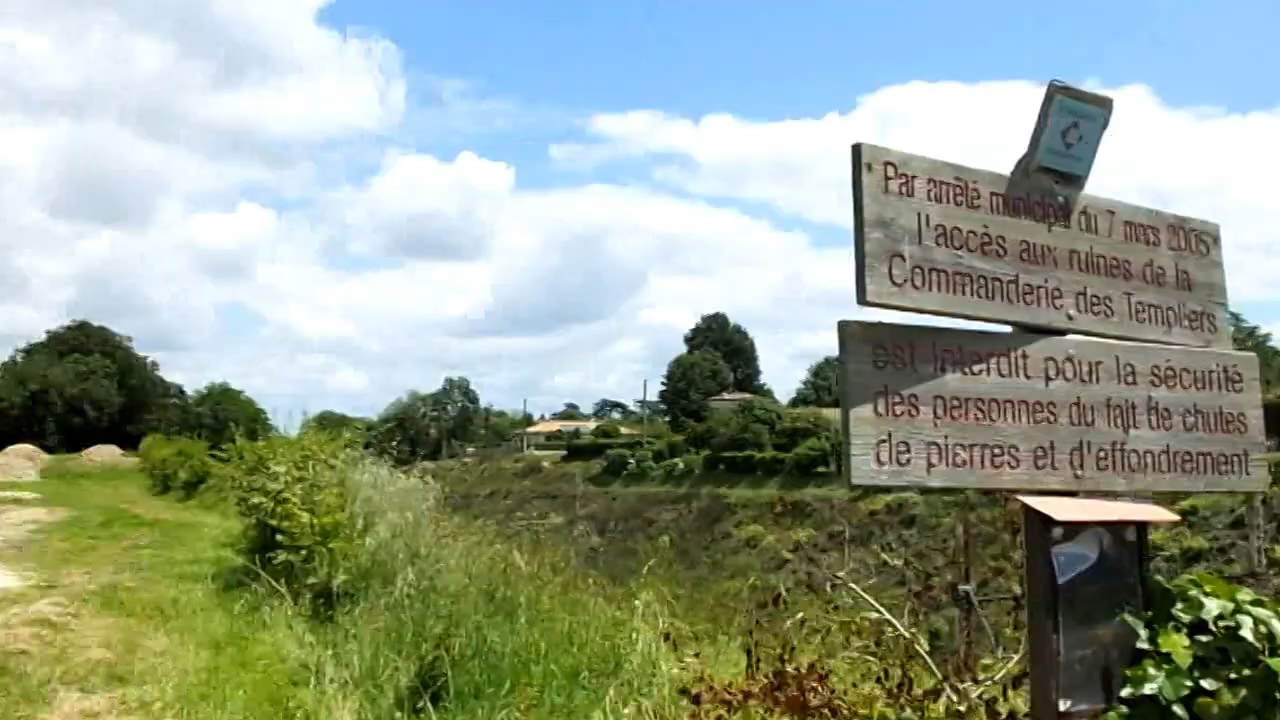 Par arrêté municipal du 7 mars 2005
l'accès aux ruines de la
Commanderie des Templiers
est interdit pour la sécurité
des personnes du fait de chutes
de pierres et d'effondrement